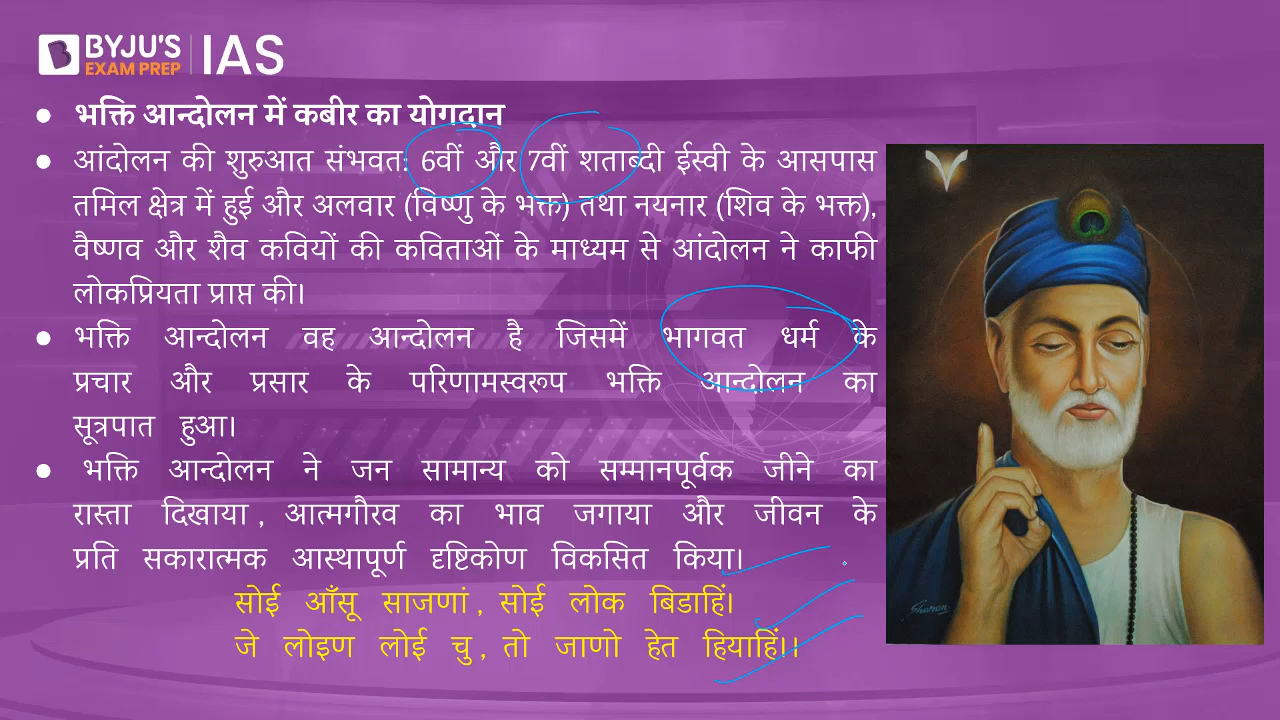 BYJU'S
EXAM PREP
IAS
● भक्ति आन्दोलन में कबीर का योगदान
● आंदोलन की शुरुआत संभवत: 6वीं और 7वीं शताब्दी ईस्वी के आसपास
तमिल क्षेत्र में हुई और अलवार (विष्णु के भक्त) तथा नयनार (शिव के भक्त),
वैष्णव और शैव कवियों की कविताओं के माध्यम से आंदोलन ने काफी
लोकप्रियता प्राप्त की।
● भक्ति आन्दोलन वह आन्दोलन है जिसमें भागवत धर्म के
प्रचार और प्रसार के परिणामस्वरूप भक्ति आन्दोलन का
सूत्रपात हुआ।
● भक्ति आन्दोलन ने जन सामान्य को सम्मानपूर्वक जीने का
रास्ता दिखाया , आत्मगौरव का भाव जगाया और जीवन के
प्रति सकारात्मक आस्थापूर्ण दृष्टिकोण विकसित किया।
सोई आँसू साजणां , सोई लोक बिडाहिं।
जे लोइण लोई चु , तो जाणो हेत हियाहिं।।
Sharan